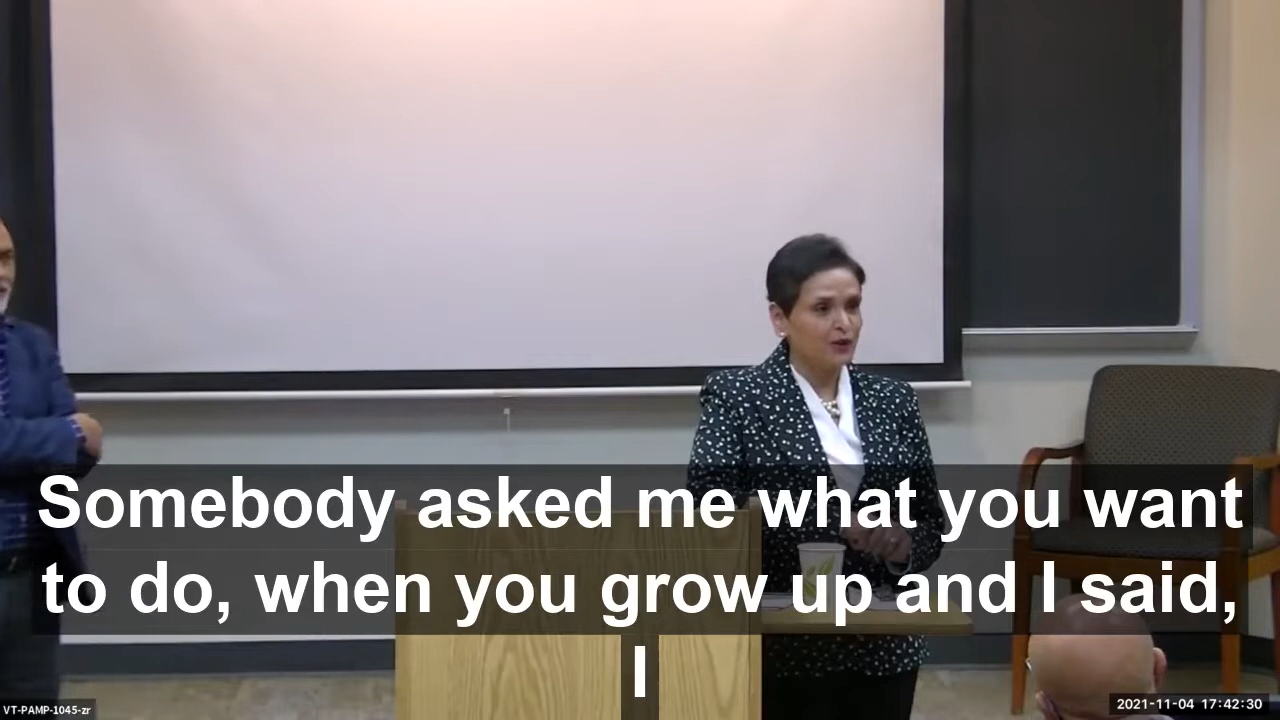 Somebody asked me what you want
to do, when you grow up and I said,
I
VT-PAMP-1045-zr
2021-11-04 17:42:30